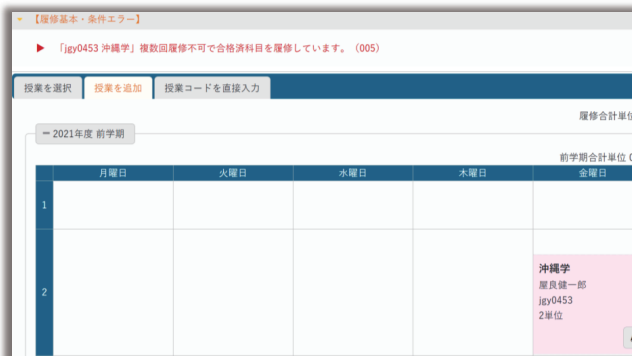 【履修基本・条件エラー】
「jgy0453 沖縄学」複数回履修不可で合格済科目を履修しています。(005)
授業を選択 授業を追加 授業コードを直接入力
履修合計単位
2021年度 前学期
前学期合計単位 0
月曜日 火曜日 水曜日 木曜日 金曜日
1
2
沖縄学
屋良健一郎
jgy0453
2単位